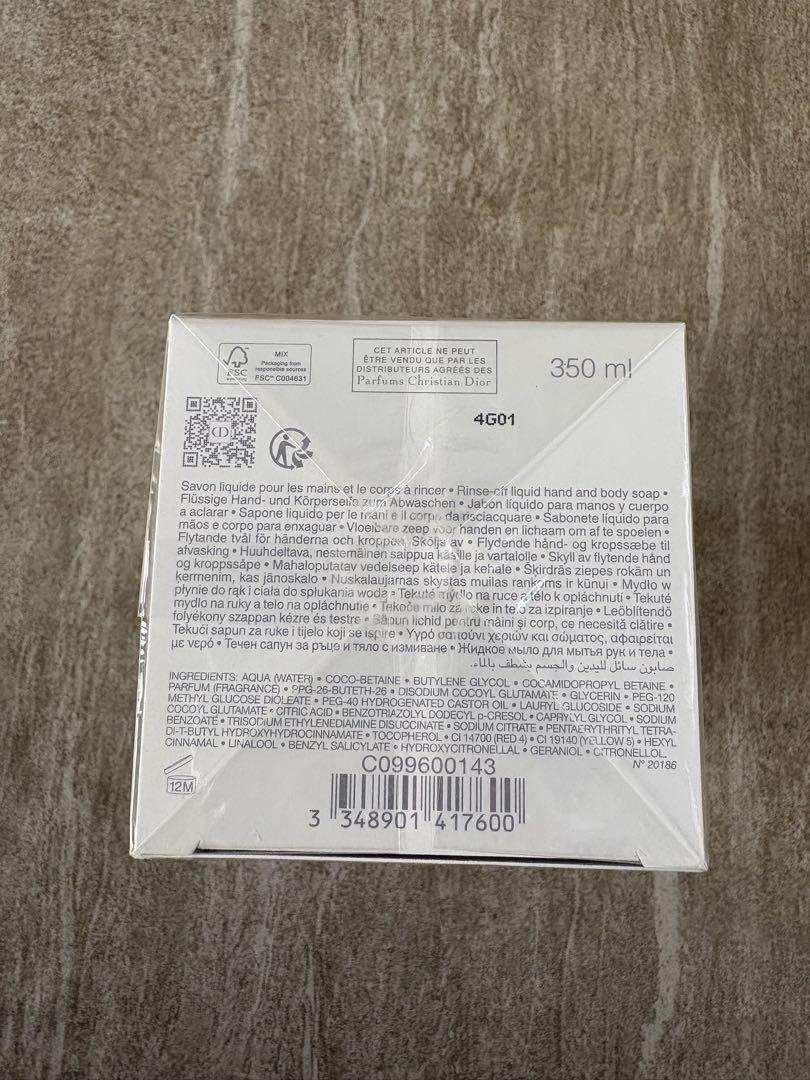 FSC
MIX
Packaging from
responsible sources
FSC™ C004631
CET ARTICLE NE PEUT
ÊTRE VENDU QUE PAR LES
DISTRIBUTEURS AGRÉÉS DES
Parfums Christian Dior
350 ml
4G01
CD
Savon liquide pour les mains et le corps à rincer • Rinse-off liquid hand and body soap •
Flüssige Hand- und Körperseife zum Abwaschen • Jabón líquido para manos y cuerpo
a aclarar • Sapone liquido per le mani e il corpo da risciacquare • Sabonete líquido para
mãos e corpo para enxaguar • Vloeibare zeep voor handen en lichaam om af te spoelen •
Flytande tvål för händerna och kroppen. Sköljs av • Flydende hånd- og kropssæbe til
afvasking • Huuhdeltava, nestemäinen saippua käsille ja vartalolle • Skyll av flytende hånd
og kroppssåpe • Mahaloputatav vedelseep kätele ja kehale • Šķidrās ziepes rokām un
ķermenim, kas jānoskalo • Nuskalaujamas skystas muilas rankoms ir kūnui • Mydło w
płynie do rąk i ciała do spłukania wodą • Tekuté mýdlo na ruce a tělo k opláchnutí • Tekuté
mydlo na ruky a telo na opláchnutie • Tekoče milo za roke in telo za izpiranje • Leöblítendő
folyékony szappan kézre és testre • Săpun lichid pentru mâini și corp, ce necesită clătire •
Tekući sapun za ruke i tijelo koji se ispire • Υγρό σαπούνι χεριών και σώματος, αφαιρείται
με νερό • Течен сапун за ръце и тяло с измиване • Жидкое мыло для мытья рук и тела •
صابون سائل لليدين والجسم يشطف بالماء.
INGREDIENTS: AQUA (WATER) • COCO-BETAINE • BUTYLENE GLYCOL • COCAMIDOPROPYL BETAINE •
PARFUM (FRAGRANCE) • PPG-26-BUTETH-26 • DISODIUM COCOYL GLUTAMATE • GLYCERIN • PEG-120
METHYL GLUCOSE DIOLEATE • PEG-40 HYDROGENATED CASTOR OIL • LAURYL GLUCOSIDE • SODIUM
COCOYL GLUTAMATE • CITRIC ACID • BENZOTRIAZOLYL DODECYL p-CRESOL • CAPRYLYL GLYCOL • SODIUM
BENZOATE • TRISODIUM ETHYLENEDIAMINE DISUCCINATE • SODIUM CITRATE • PENTAERYTHRITYL TETRA-
DI-T-BUTYL HYDROXYHYDROCINNAMATE • TOCOPHEROL • CI 14700 (RED 4) • CI 19140 (YELLOW 5) • HEXYL
CINNAMAL • LINALOOL • BENZYL SALICYLATE • HYDROXYCITRONELLAL • GERANIOL • CITRONELLOL.
N° 20186
C099600143
12M
3 348901 417600